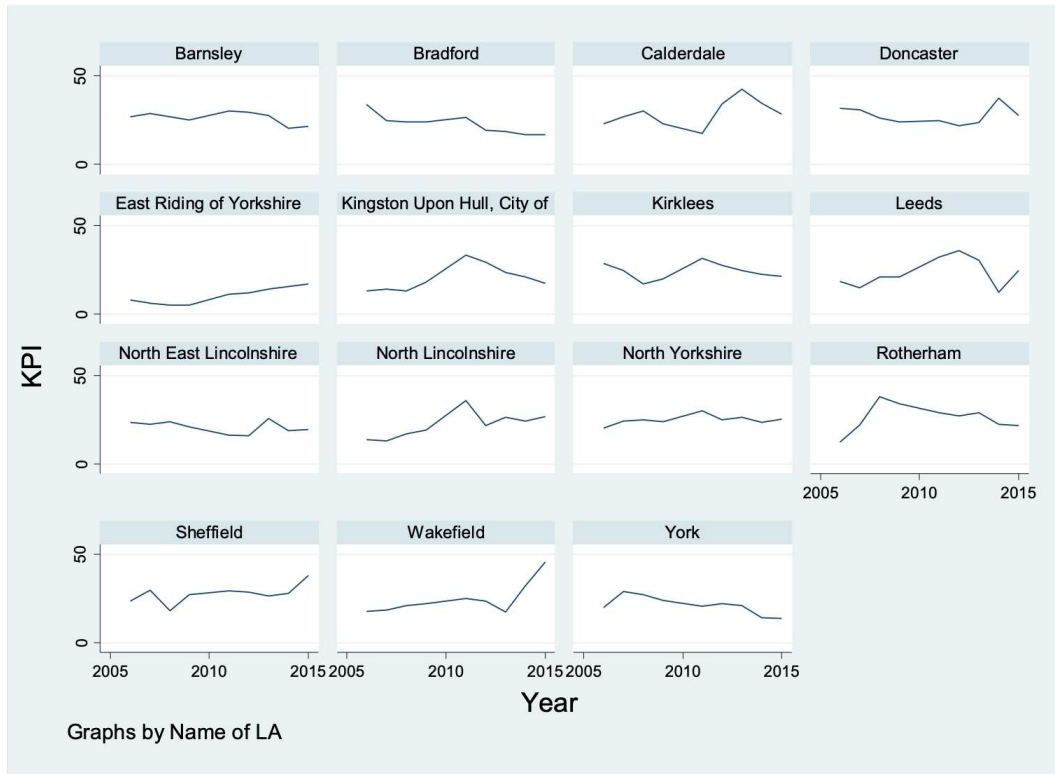 Barnsley Bradford Calderdale Doncaster
50
0
East Riding of Yorkshire Kingston Upon Hull, City of Kirklees Leeds
50
0
North East Lincolnshire North Lincolnshire North Yorkshire Rotherham
50
0
2005 2010 2015
Sheffield Wakefield York
50
0
2005 2010 2015 2005 2010 2015 2005 2010 2015
KPI
Year
Graphs by Name of LA